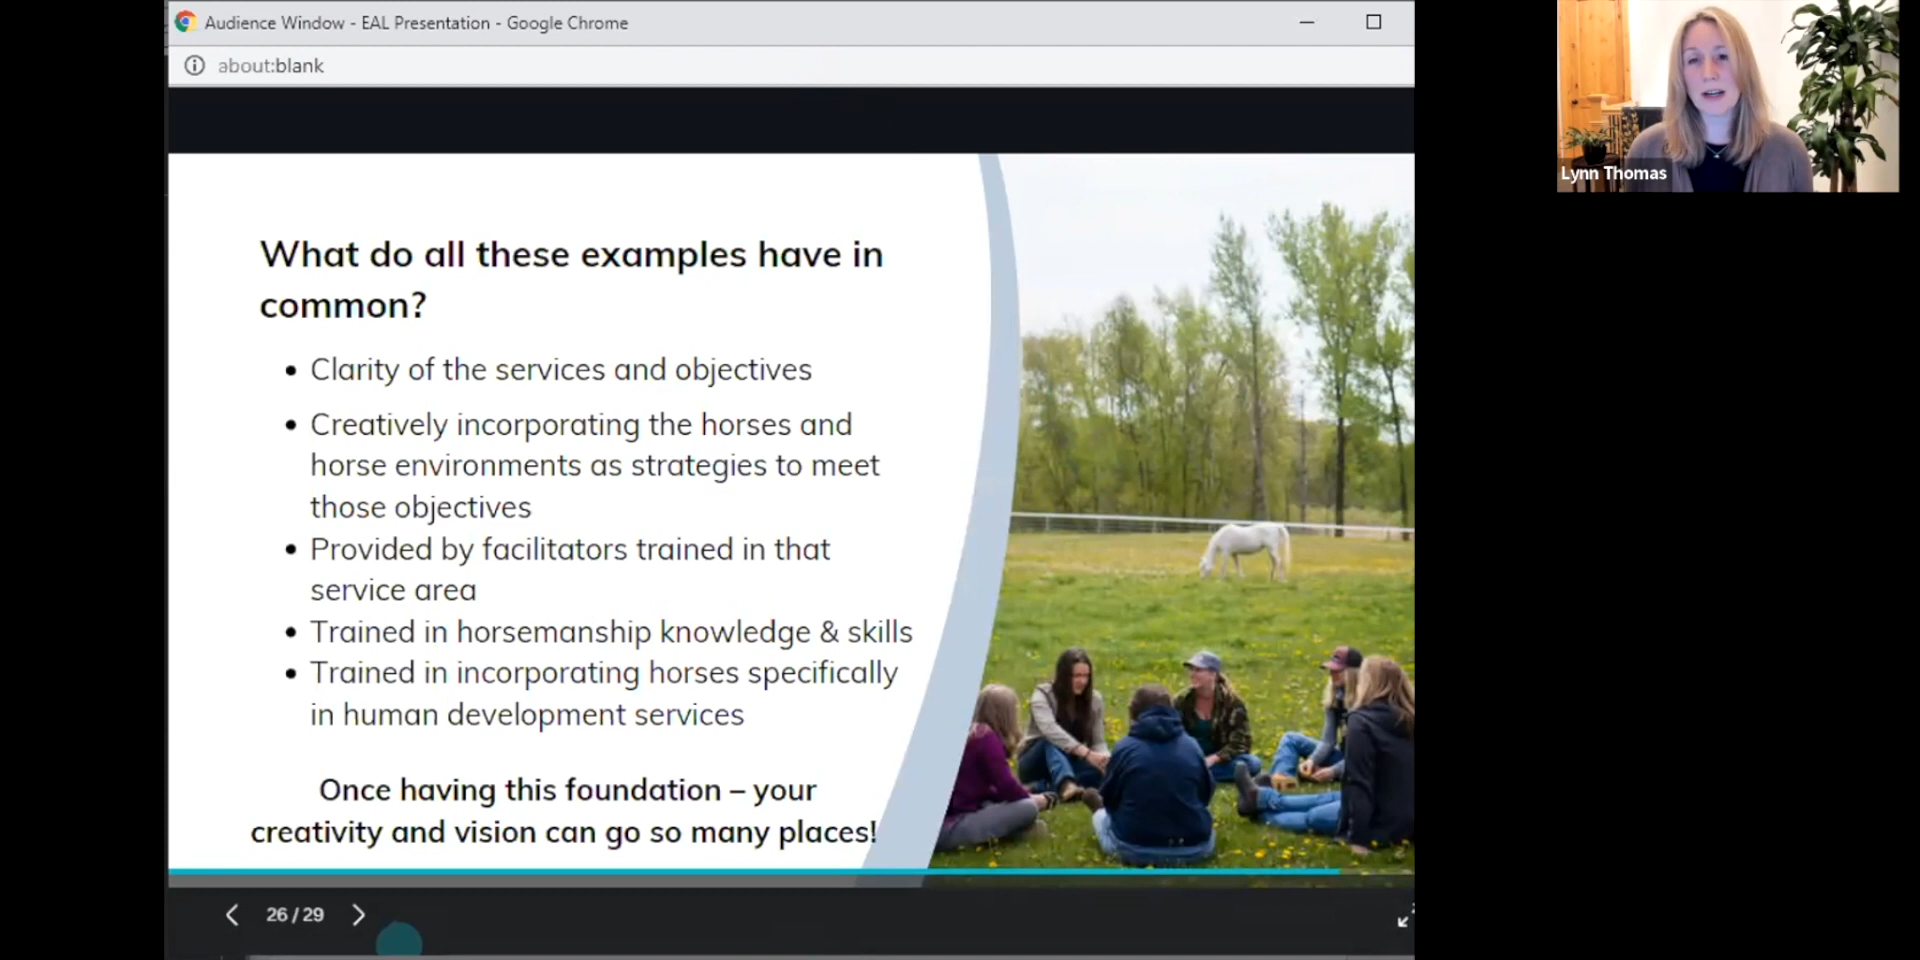 Audience Window - EAL Presentation - Google Chrome
about:blank
Lynn Thomas
What do all these examples have in
common?
• Clarity of the services and objectives
• Creatively incorporating the horses and
horse environments as strategies to meet
those objectives
• Provided by facilitators trained in that
service area
• Trained in horsemanship knowledge & skills
• Trained in incorporating horses specifically
in human development services
Once having this foundation – your
creativity and vision can go so many places!
26 / 29